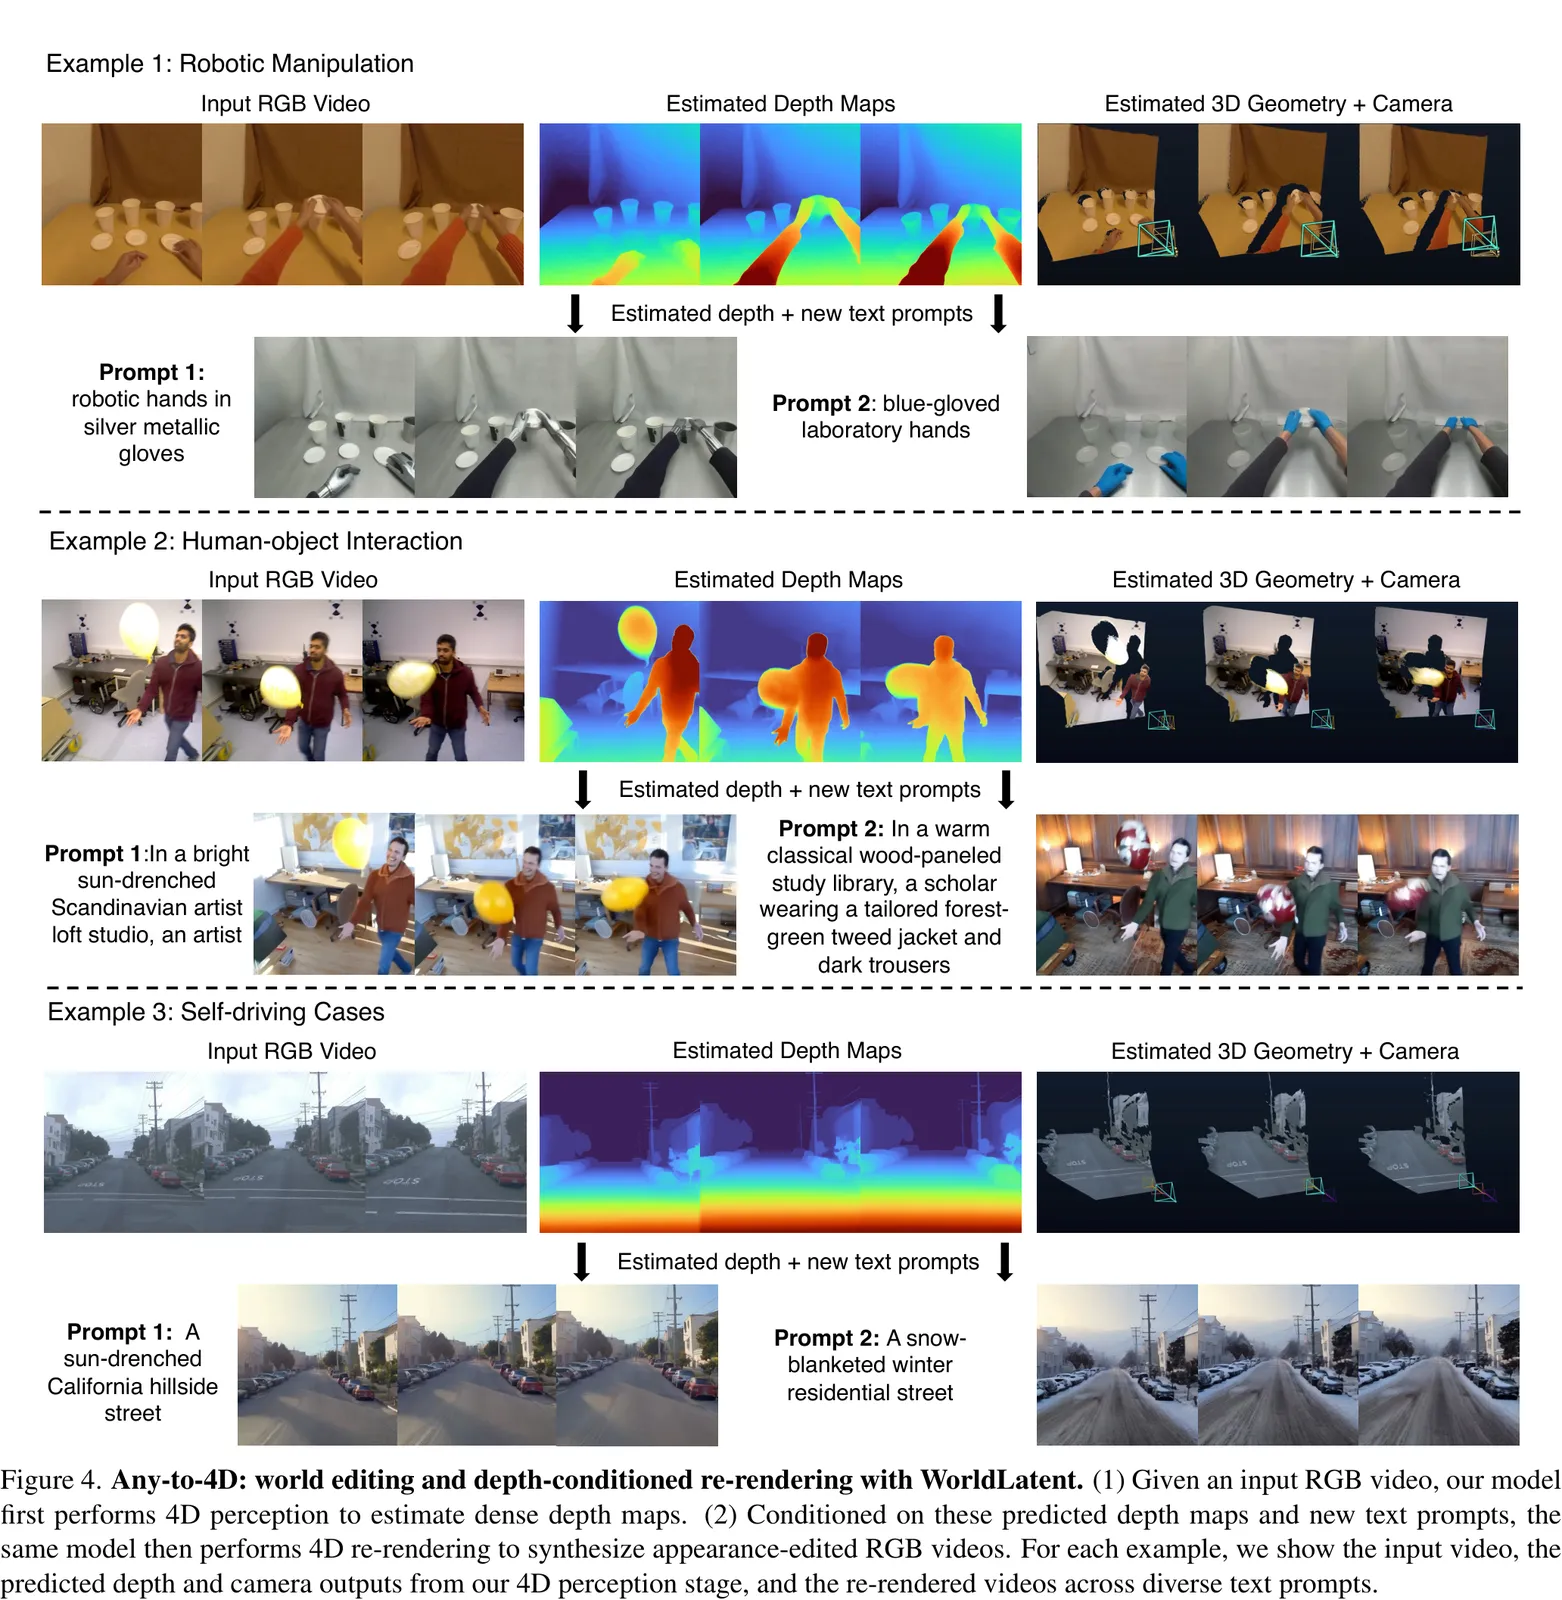 Example 1: Robotic Manipulation
Input RGB Video
Estimated Depth Maps
Estimated 3D Geometry + Camera
Estimated depth + new text prompts
Prompt 1:
robotic hands in
silver metallic
gloves
Prompt 2: blue-gloved
laboratory hands
Example 2: Human-object Interaction
Input RGB Video
Estimated Depth Maps
Estimated 3D Geometry + Camera
Estimated depth + new text prompts
Prompt 1:In a bright
sun-drenched
Scandinavian artist
loft studio, an artist
Prompt 2: In a warm
classical wood-paneled
study library, a scholar
wearing a tailored forest-
green tweed jacket and
dark trousers
Example 3: Self-driving Cases
Input RGB Video
Estimated Depth Maps
Estimated 3D Geometry + Camera
STOP
STOP
STOP
STOP
STOP
STOP
Estimated depth + new text prompts
Prompt 1: A
sun-drenched
California hillside
street
Prompt 2: A snow-
blanketed winter
residential street
Figure 4. Any-to-4D: world editing and depth-conditioned re-rendering with WorldLatent. (1) Given an input RGB video, our model
first performs 4D perception to estimate dense depth maps. (2) Conditioned on these predicted depth maps and new text prompts, the
same model then performs 4D re-rendering to synthesize appearance-edited RGB videos. For each example, we show the input video, the
predicted depth and camera outputs from our 4D perception stage, and the re-rendered videos across diverse text prompts.